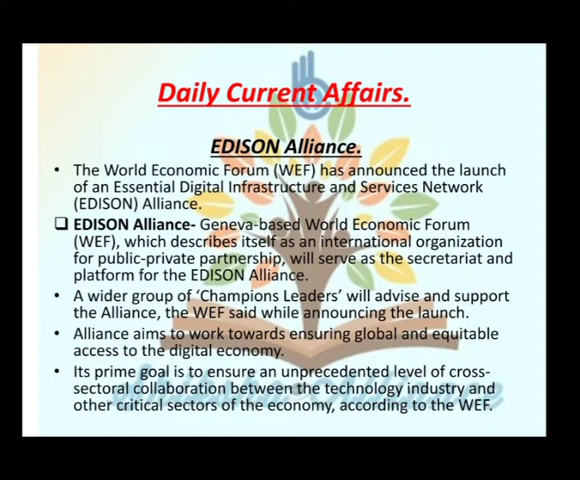 Daily Current Affairs.
EDISON Alliance.
• The World Economic Forum (WEF) has announced the launch
of an Essential Digital Infrastructure and Services Network
(EDISON) Alliance.
❑ EDISON Alliance- Geneva-based World Economic Forum
(WEF), which describes itself as an international organization
for public-private partnership, will serve as the secretariat and
platform for the EDISON Alliance.
• A wider group of ‘Champions Leaders’ will advise and support
the Alliance, the WEF said while announcing the launch.
• Alliance aims to work towards ensuring global and equitable
access to the digital economy.
• Its prime goal is to ensure an unprecedented level of cross-
sectoral collaboration between the technology industry and
other critical sectors of the economy, according to the WEF.